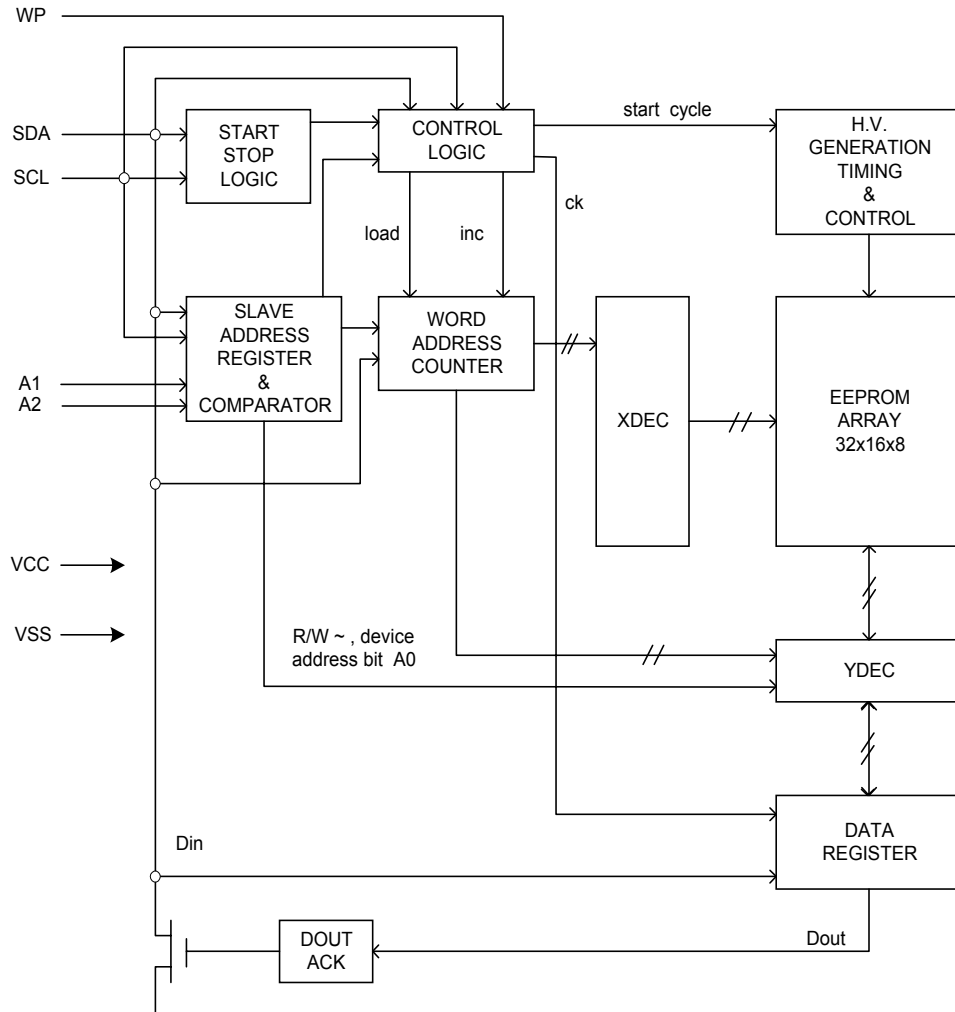 WP
SDA
SCL
START
STOP
LOGIC
CONTROL
LOGIC
start cycle
H.V.
GENERATION
TIMING
&
CONTROL
load
inc
ck
A1
A2
SLAVE
ADDRESS
REGISTER
&
COMPARATOR
WORD
ADDRESS
COUNTER
XDEC
EEPROM
ARRAY
32x16x8
VCC
VSS
R/W ~ , device
address bit A0
YDEC
Din
DATA
REGISTER
DOUT
ACK
Dout